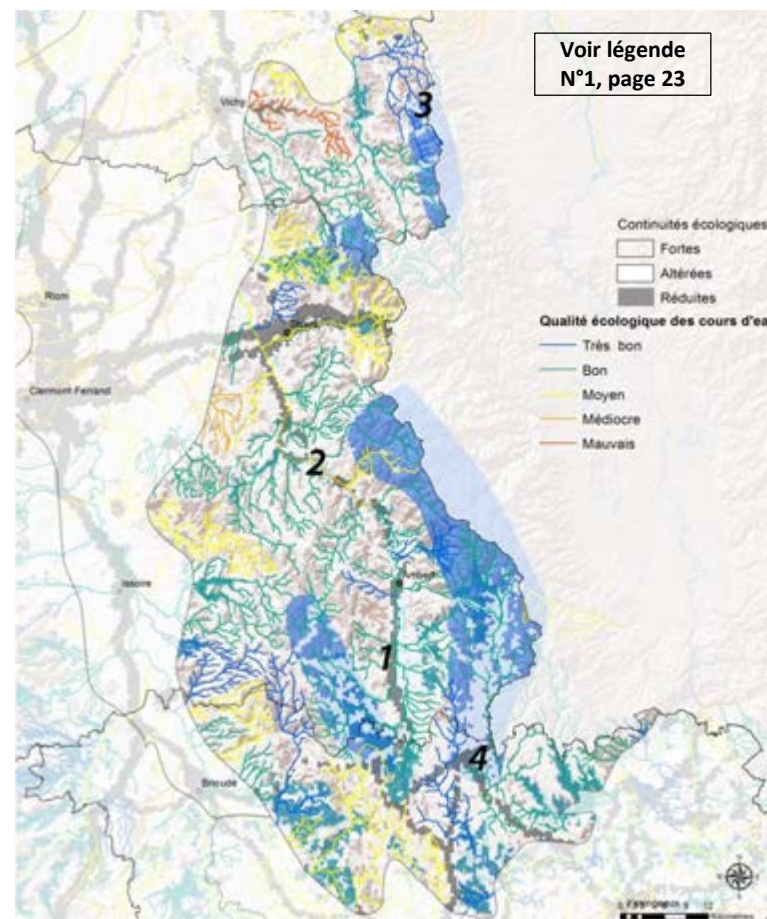 Voir légende
N°1, page 23
Vichy
3
Continuités écologiques
Fortes
Altérées
Réduites
Riom
Qualité écologique des cours d'ea
Très bon
Bon
Moyen
Médiocre
Mauvais
Clermont-Ferrand
2
Issoire
Ambert
1
4
Brioude